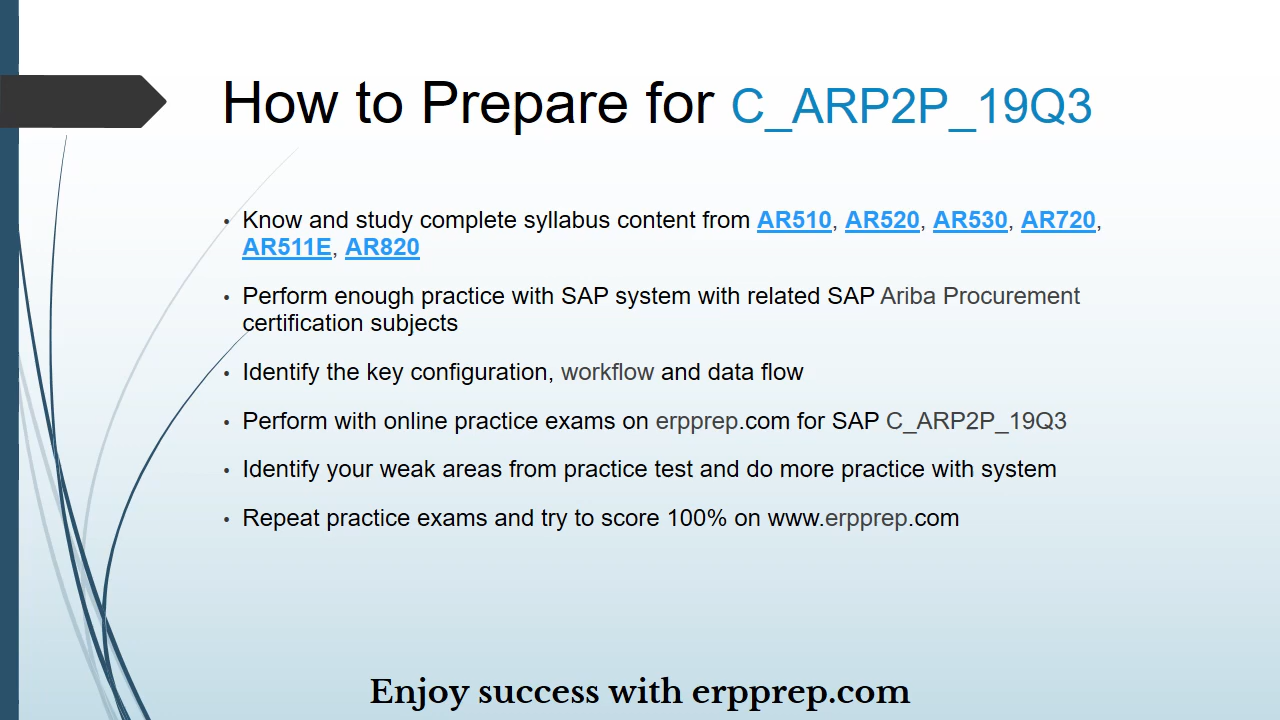 How to Prepare for C_ARP2P_19Q3
• Know and study complete syllabus content from AR510, AR520, AR530, AR720,
AR511E, AR820
• Perform enough practice with SAP system with related SAP Ariba Procurement
certification subjects
• Identify the key configuration, workflow and data flow
• Perform with online practice exams on erpprep.com for SAP C_ARP2P_19Q3
• Identify your weak areas from practice test and do more practice with system
• Repeat practice exams and try to score 100% on www.erpprep.com
Enjoy success with erpprep.com